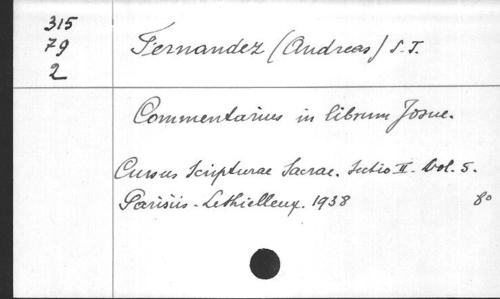 315
79
2
Fernandez (Andreas) S. T.
Commentarius in librum Josue.
Cursus Scripturae Sacrae. Sectio II - Vol. 5.
Parisiis - Lethielleux. 1938 8o